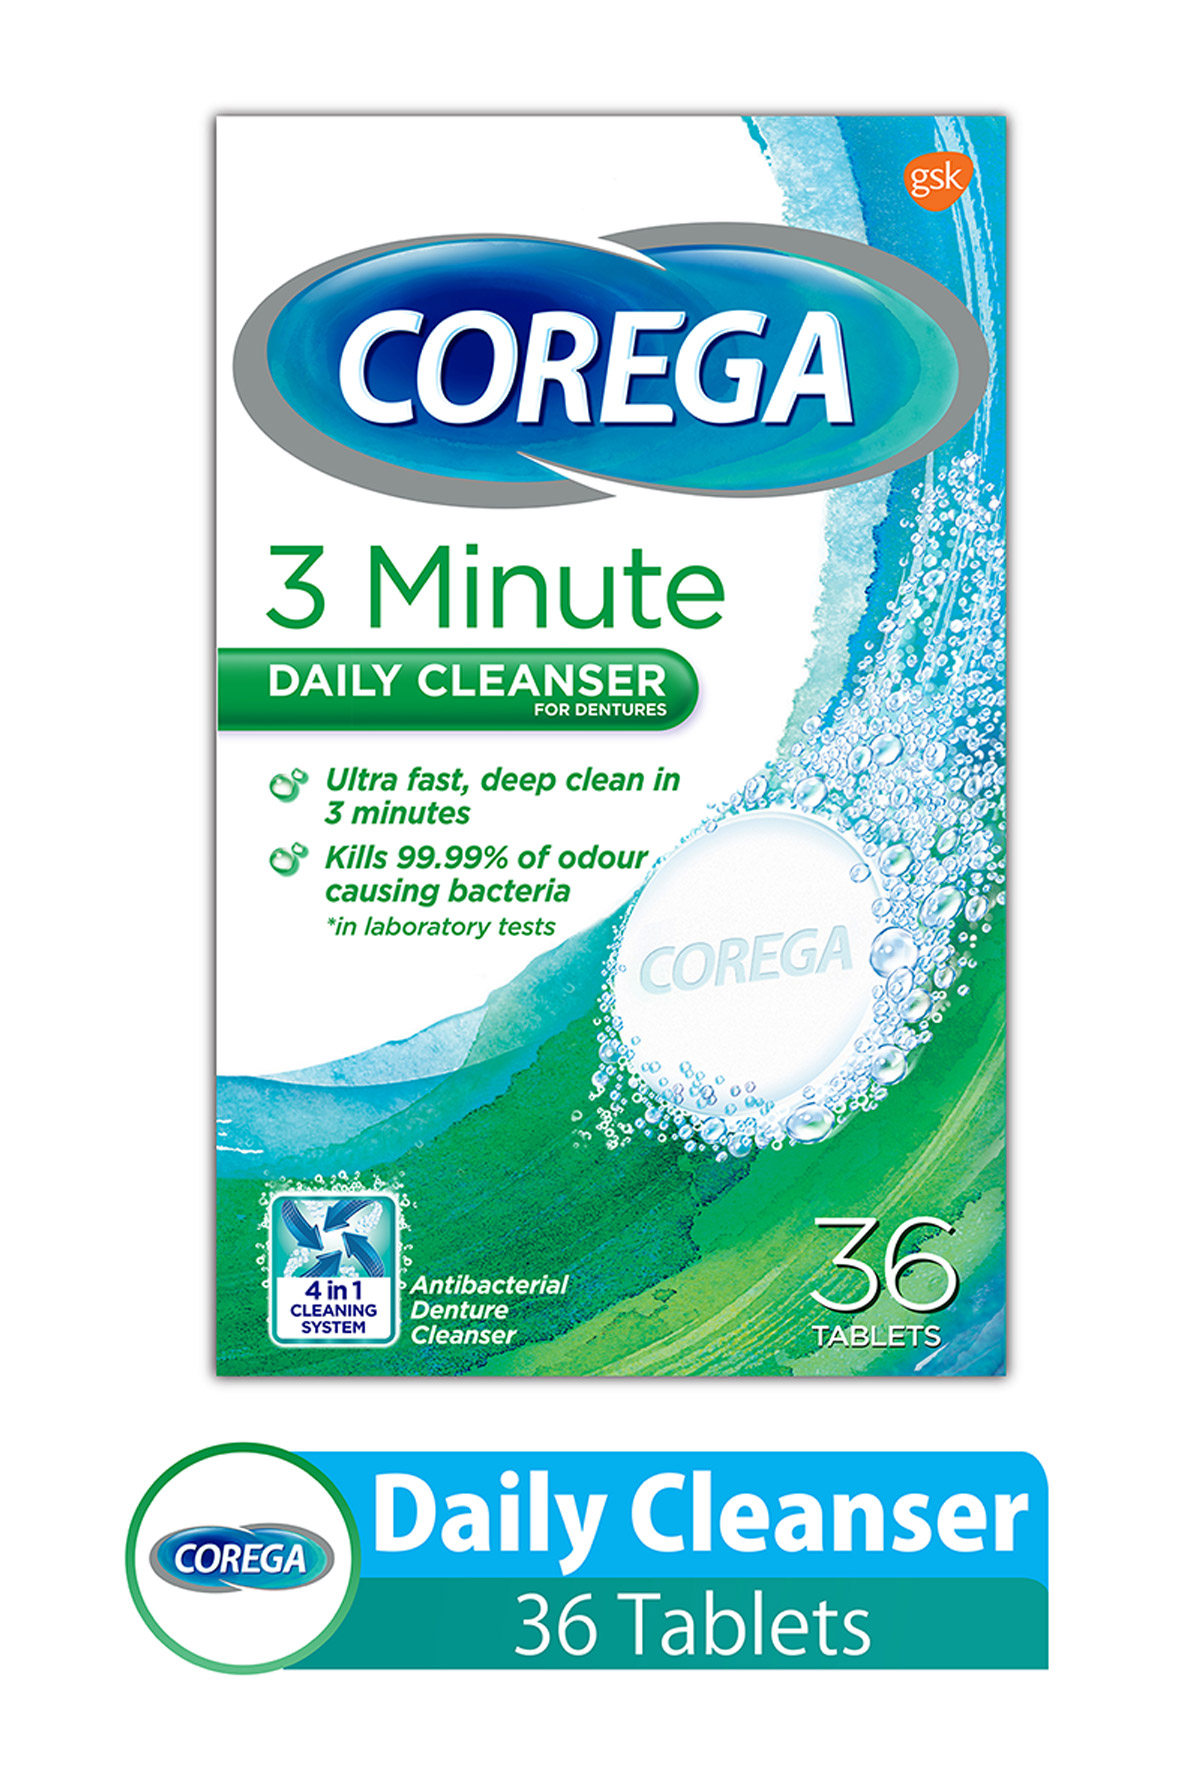 gsk
COREGA
3 Minute
DAILY CLEANSER
FOR DENTURES
Ultra fast, deep clean in
3 minutes
Kills 99.99% of odour
causing bacteria
*in laboratory tests
COREGA
4 in 1
CLEANING
SYSTEM
Antibacterial
Denture
Cleanser
36
TABLETS
COREGA
Daily Cleanser
36 Tablets